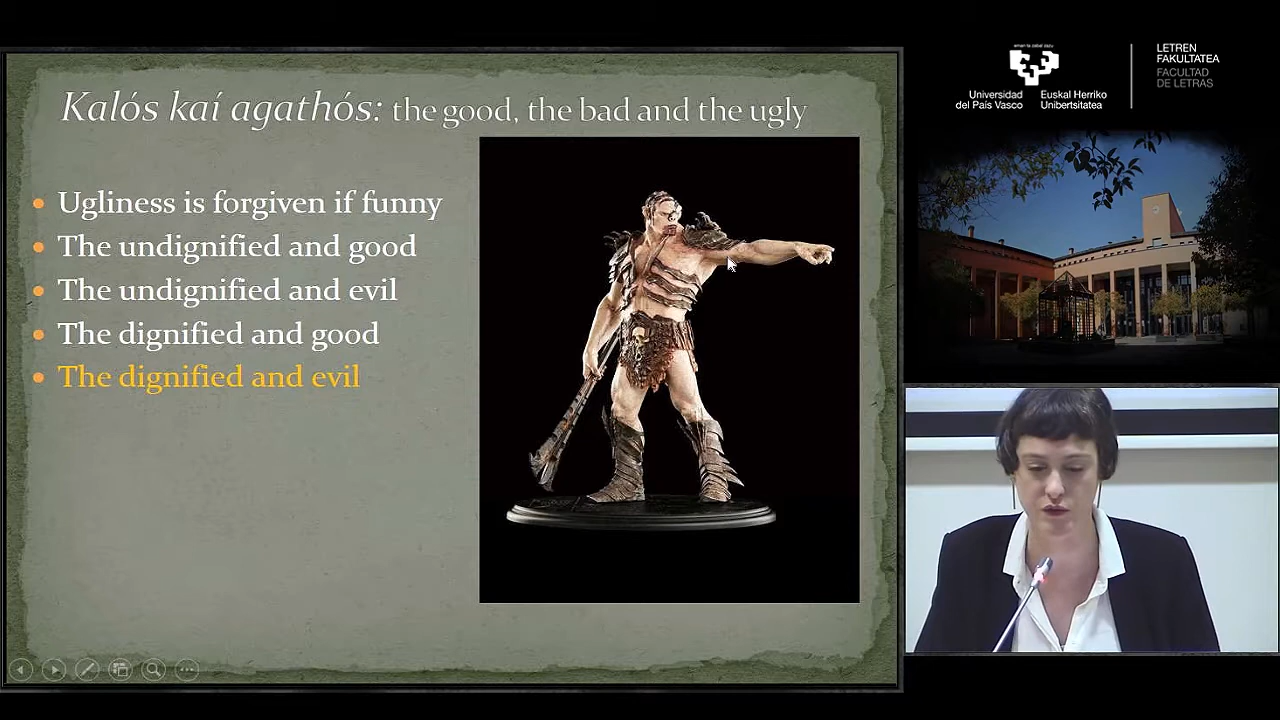 Kalós kaí agathós: the good, the bad and the ugly
Ugliness is forgiven if funny
The undignified and good
The undignified and evil
The dignified and good
The dignified and evil
Universidad del País Vasco
Euskal Herriko Unibertsitatea
LETREN
FAKULTATEA
FACULTAD
DE LETRAS